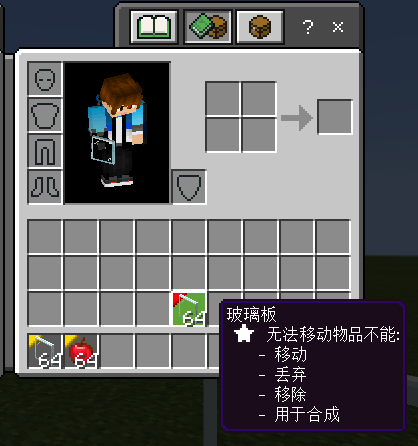 ? ×
64
64 64
玻璃板
无法移动物品不能:
- 移动
- 丢弃
- 移除
- 用于合成